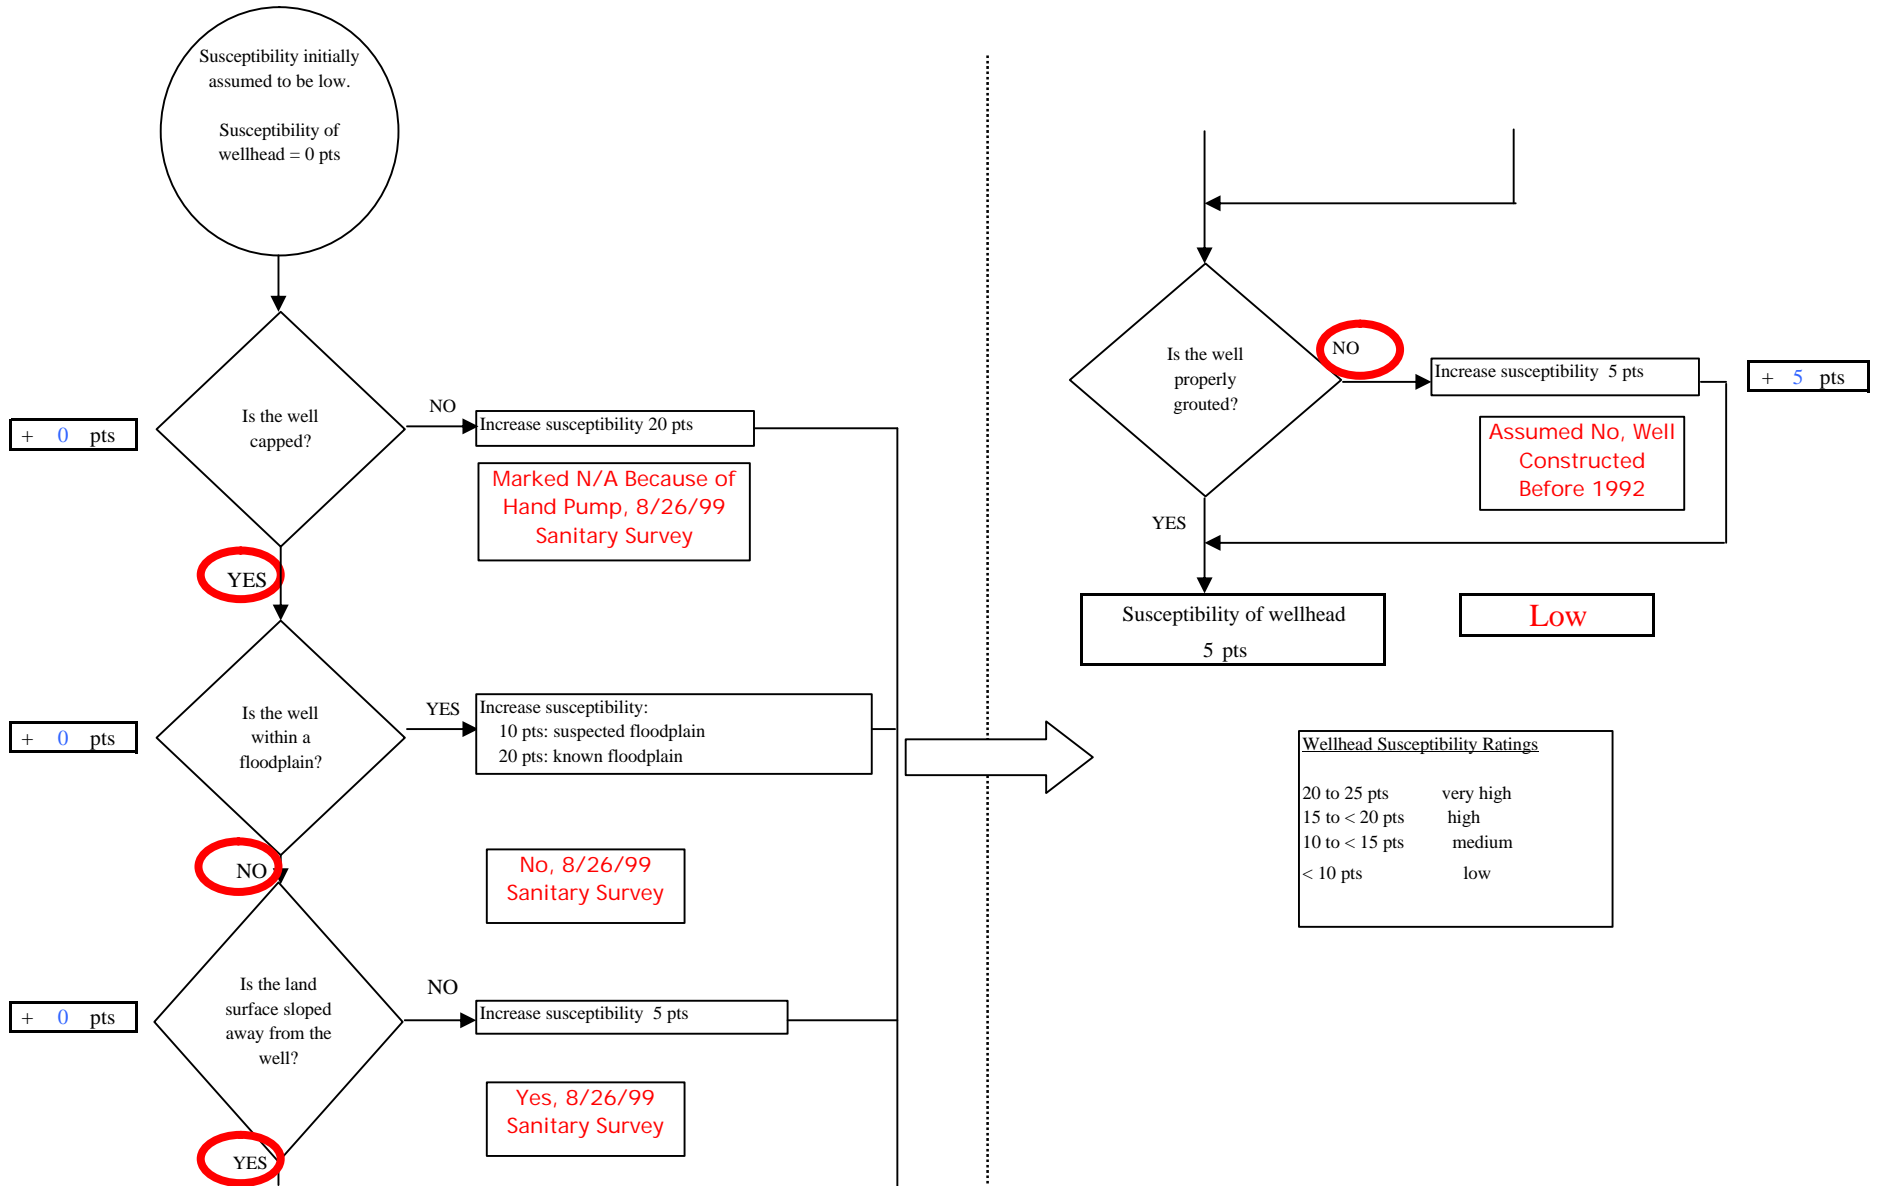 Susceptibility initially
assumed to be low.
Susceptibility of
wellhead = 0 pts
Is the well
capped?
+ 0 pts
NO
Increase susceptibility 20 pts
Marked N/A Because of
Hand Pump, 8/26/99
Sanitary Survey
YES
Is the well
within a
floodplain?
+ 0 pts
YES
Increase susceptibility:
10 pts: suspected floodplain
20 pts: known floodplain
NO
No, 8/26/99
Sanitary Survey
Is the land
surface sloped
away from the
well?
+ 0 pts
NO
Increase susceptibility 5 pts
Yes, 8/26/99
Sanitary Survey
YES
Is the well
properly
grouted?
NO
Increase susceptibility 5 pts
+ 5 pts
Assumed No, Well
Constructed
Before 1992
YES
Susceptibility of wellhead
5 pts
Low
Wellhead Susceptibility Ratings
20 to 25 pts very high
15 to < 20 pts high
10 to < 15 pts medium
< 10 pts low